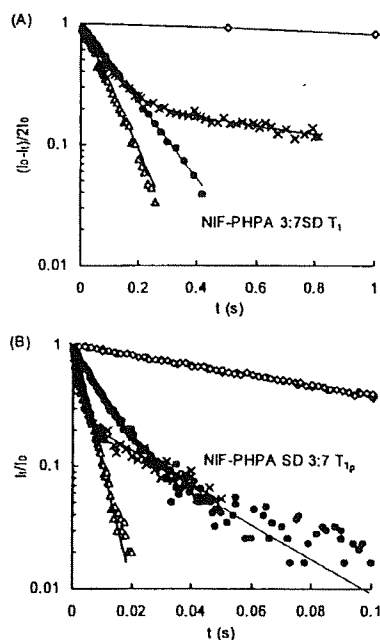 (A)
1
0.1
0.01
(I₀-Iₜ)/2I₀
NIF-PHPA 3:7SD T₁
0 0.2 0.4 0.6 0.8 1
t (s)
(B)
1
0.1
0.01
Iₜ/I₀
NIF-PHPA SD 3:7 T₁ᵨ
0 0.02 0.04 0.06 0.08 0.1
t (s)